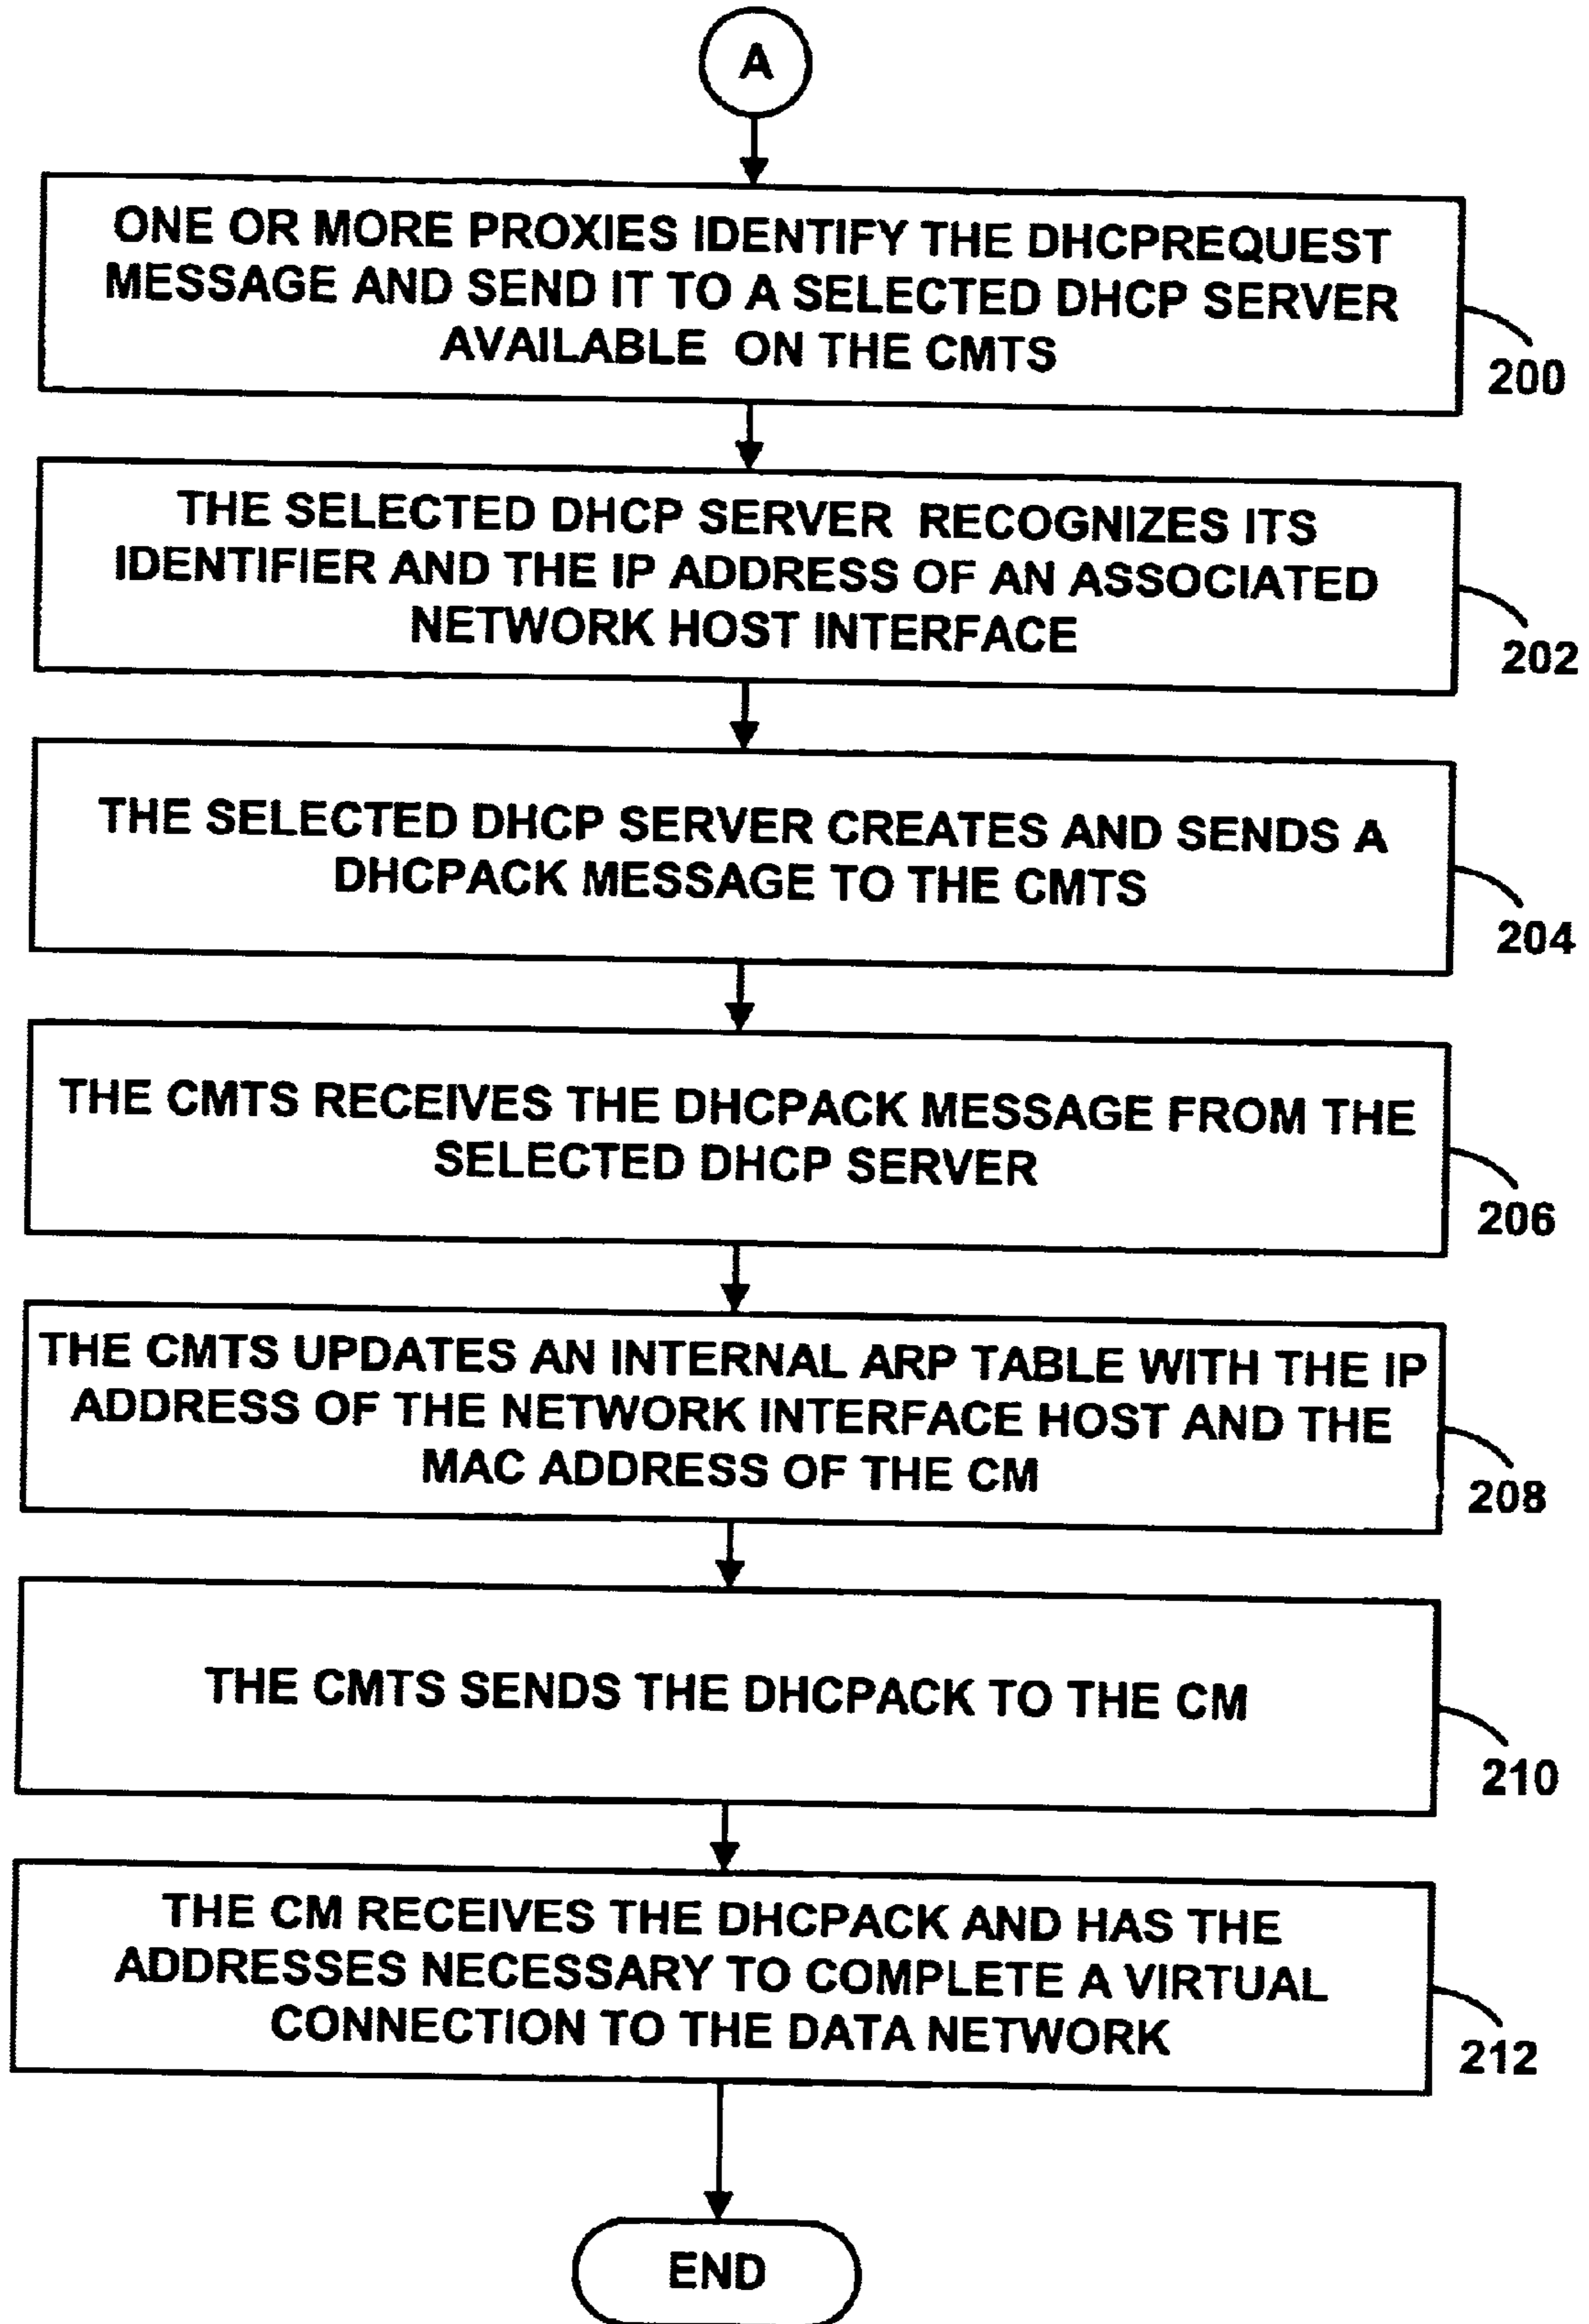 A
ONE OR MORE PROXIES IDENTIFY THE DHCPREQUEST
MESSAGE AND SEND IT TO A SELECTED DHCP SERVER
AVAILABLE ON THE CMTS
200
THE SELECTED DHCP SERVER RECOGNIZES ITS
IDENTIFIER AND THE IP ADDRESS OF AN ASSOCIATED
NETWORK HOST INTERFACE
202
THE SELECTED DHCP SERVER CREATES AND SENDS A
DHCPACK MESSAGE TO THE CMTS
204
THE CMTS RECEIVES THE DHCPACK MESSAGE FROM THE
SELECTED DHCP SERVER
206
THE CMTS UPDATES AN INTERNAL ARP TABLE WITH THE IP
ADDRESS OF THE NETWORK INTERFACE HOST AND THE
MAC ADDRESS OF THE CM
208
THE CMTS SENDS THE DHCPACK TO THE CM
210
THE CM RECEIVES THE DHCPACK AND HAS THE
ADDRESSES NECESSARY TO COMPLETE A VIRTUAL
CONNECTION TO THE DATA NETWORK
212
END